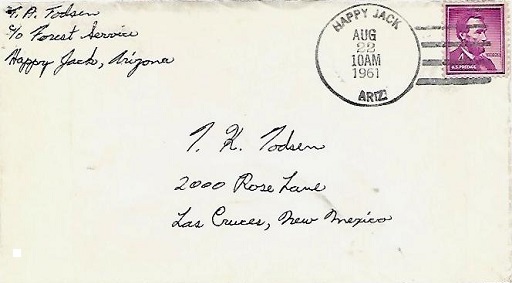 T. A. Todsen
c/o Forest Service
Happy Jack, Arizona
HAPPY JACK
AUG
22
10AM
1961
ARIZ.
U.S. POSTAGE
T. K. Todsen
2000 Rose Lane
Las Cruces, New Mexico